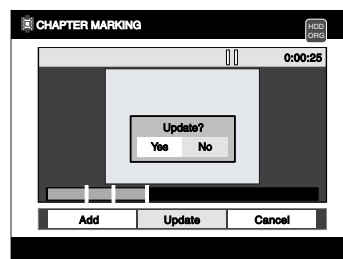 CHAPTER MARKING
HDD
ORG
0:00:25
Update?
Yes No
Add Update Cancel